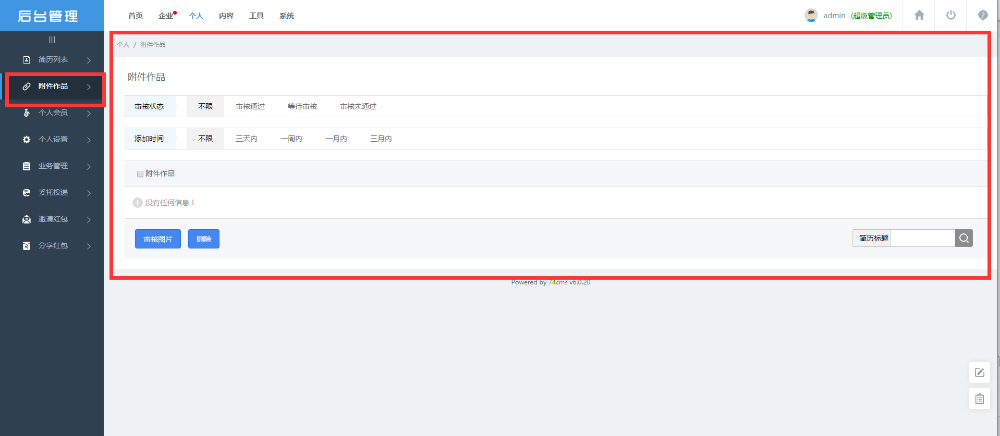 后台管理
首页 企业 个人 内容 工具 系统
admin (超级管理员)
简历列表
附件作品
个人会员
个人设置
业务管理
委托投递
邀请红包
分享红包
个人 / 附件作品
附件作品
审核状态 不限 审核通过 等待审核 审核未通过
添加时间 不限 三天内 一周内 一月内 三月内
附件作品
没有任何信息！
审核图片 删除 简历标题
Powered by 74cms v6.0.20